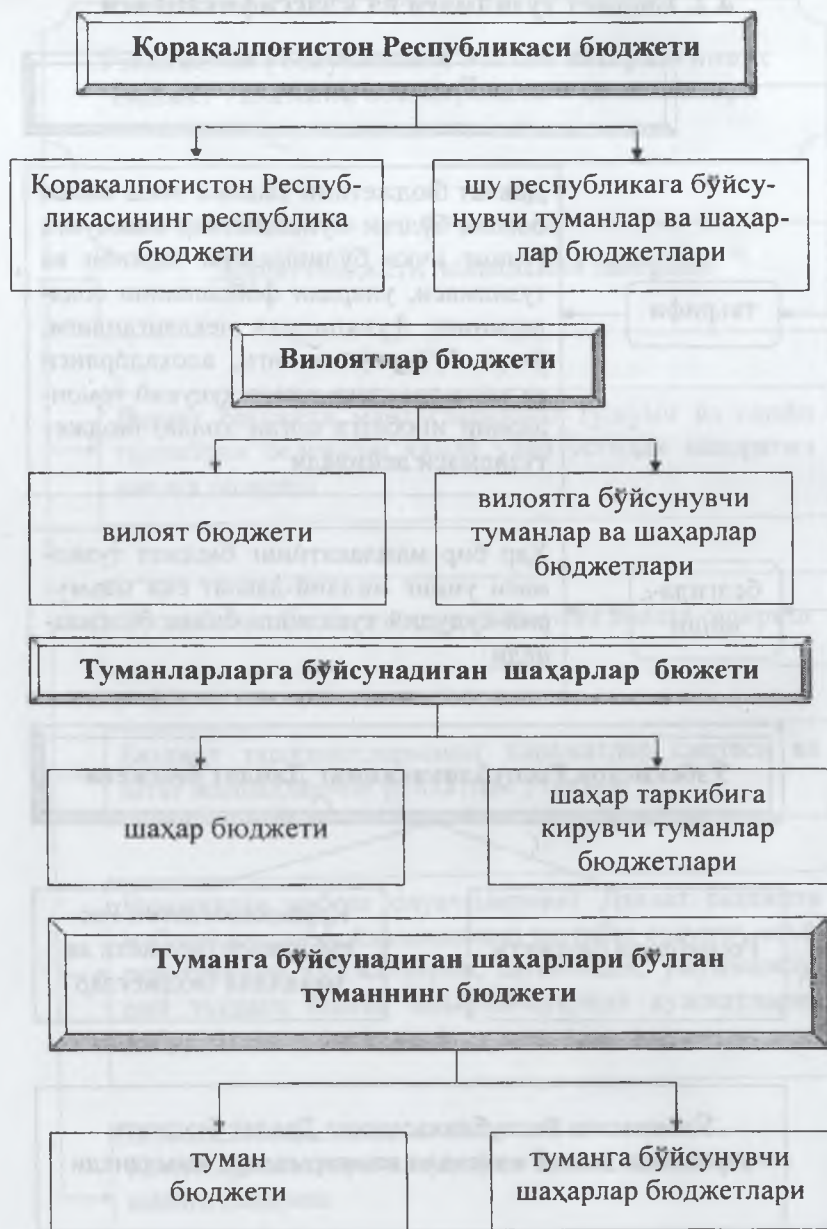 Қорақалпоғистон Республикаси бюджети
Қорақалпоғистон Респуб-
ликасининг республика
бюджети
шу республикага бўйсу-
нувчи туманлар ва шаҳар-
лар бюджетлари
Вилоятлар бюджети
вилоят бюджети
вилоятга бўйсунувчи
туманлар ва шаҳарлар
бюджетлари
Туманларларга бўйсунадиган шаҳарлар бюжети
шаҳар бюджети
шаҳар таркибига
кирувчи туманлар
бюджетлари
Туманга бўйсунадиган шаҳарлари бўлган
туманнинг бюджети
туман
бюджети
туманга бўйсунувчи
шаҳарлар бюджетлари